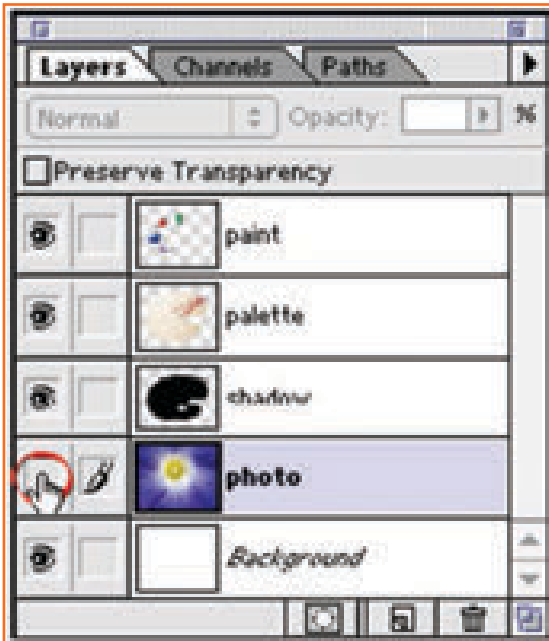 Layers Channels Paths
Normal Opacity: %
Preserve Transparency
paint
palette
shadow
photo
Background